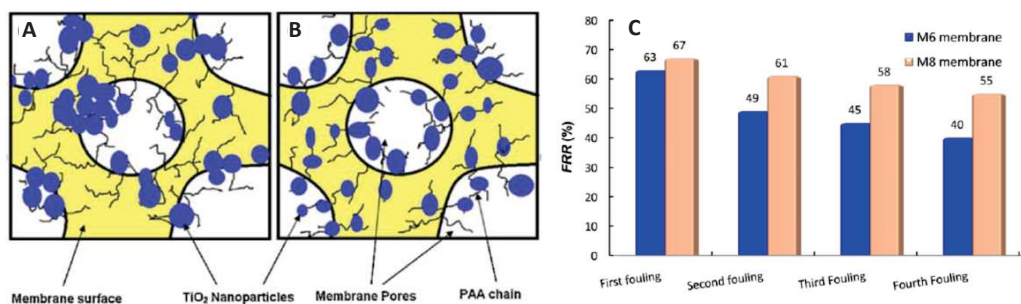 A
B
Membrane surface
TiO₂ Nanoparticles
Membrane Pores
PAA chain
C
M6 membrane
M8 membrane
FRR (%)
80
70
60
50
40
30
20
10
0
63
67
49
61
45
58
40
55
First fouling
Second fouling
Third Fouling
Fourth Fouling